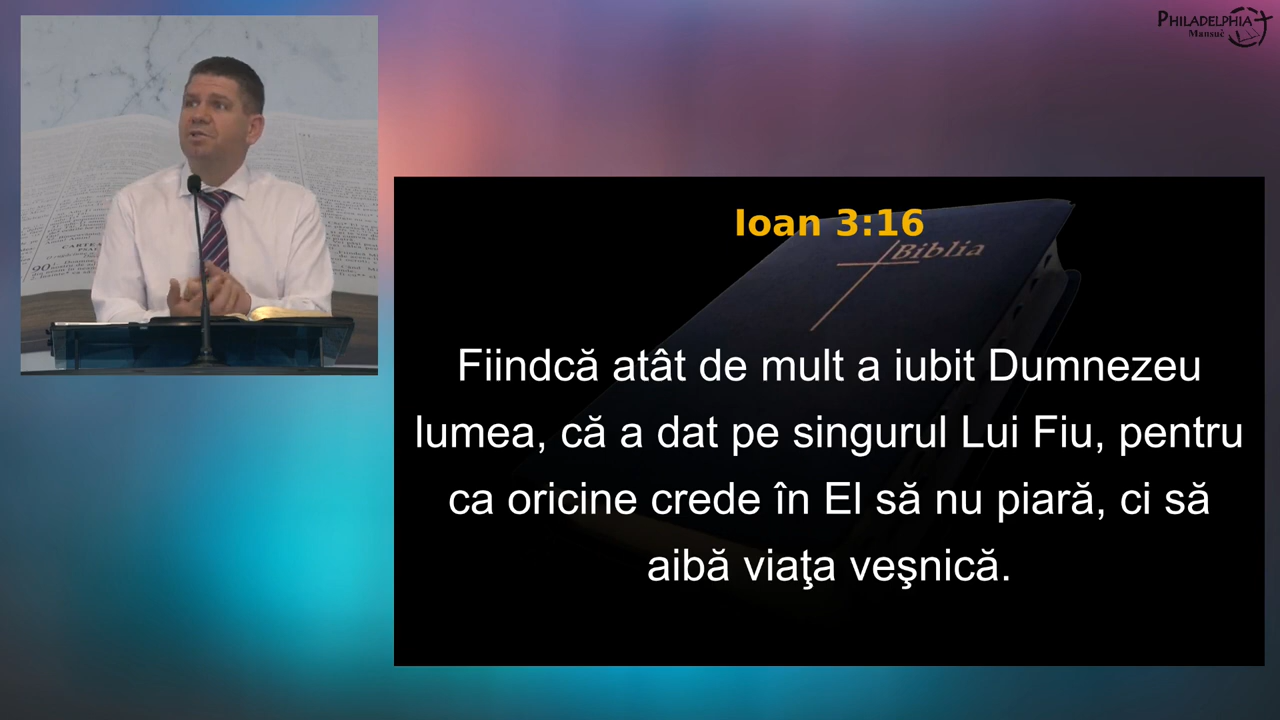 PHILADELPHIA
Mansuè
Ioan 3:16
Biblia
Fiindcă atât de mult a iubit Dumnezeu
lumea, că a dat pe singurul Lui Fiu, pentru
ca oricine crede în El să nu piară, ci să
aibă viaţa veşnică.
90